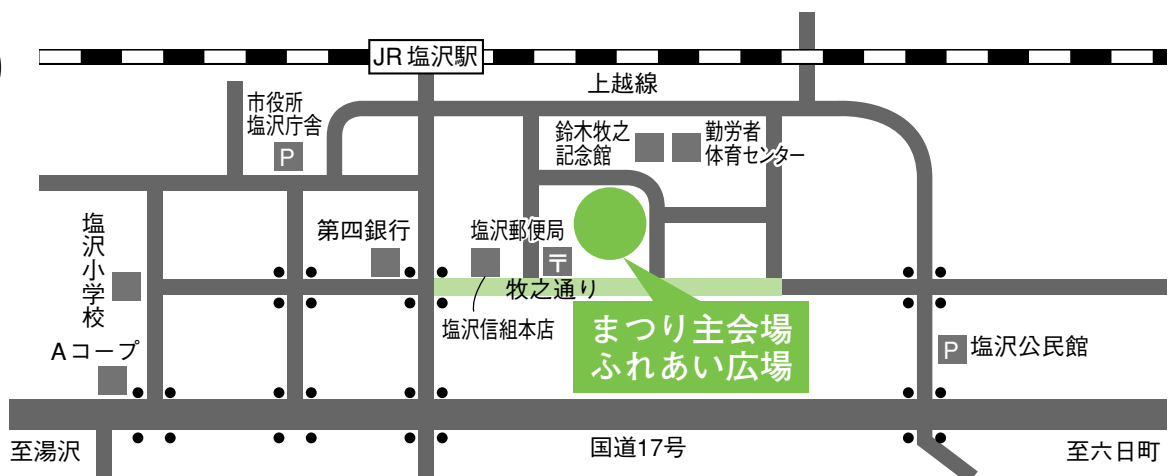 )
JR 塩沢駅
上越線
市役所
塩沢庁舎
P
鈴木牧之
記念館
勤労者
体育センター
塩沢小学校
第四銀行
塩沢郵便局
〒
牧之通り
塩沢信組本店
まつり主会場
ふれあい広場
Aコープ
P 塩沢公民館
至湯沢
国道17号
至六日町